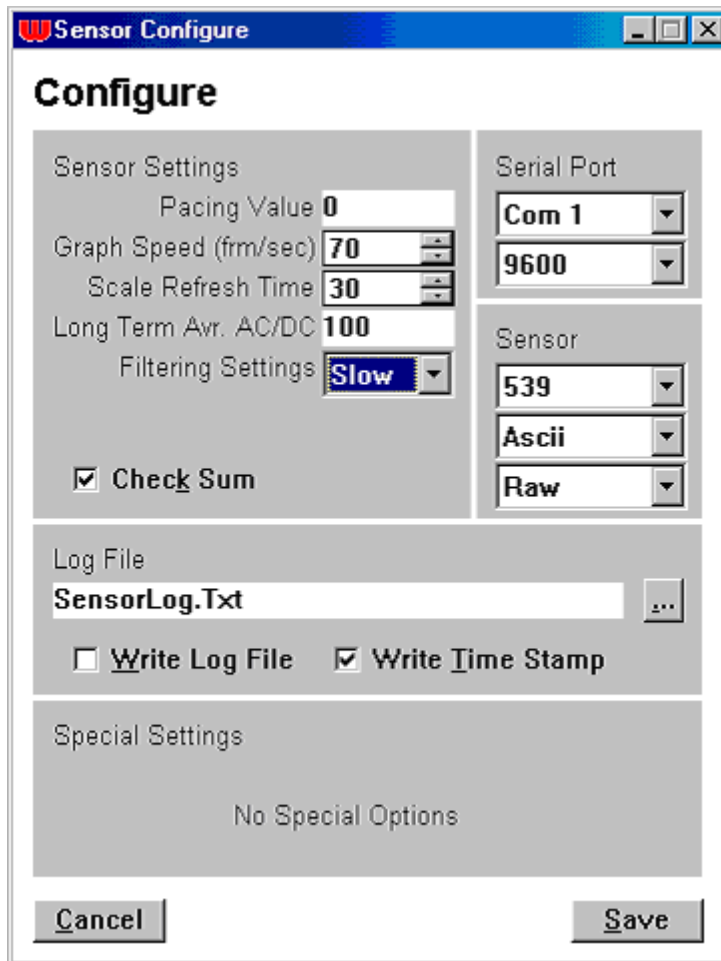 Sensor Configure
Configure
Sensor Settings
Pacing Value 0
Graph Speed (frm/sec) 70
Scale Refresh Time 30
Long Term Avr. AC/DC 100
Filtering Settings Slow
Check Sum
Serial Port
Com 1
9600
Sensor
539
Ascii
Raw
Log File
SensorLog.Txt
...
Write Log File Write Time Stamp
Special Settings
No Special Options
Cancel Save